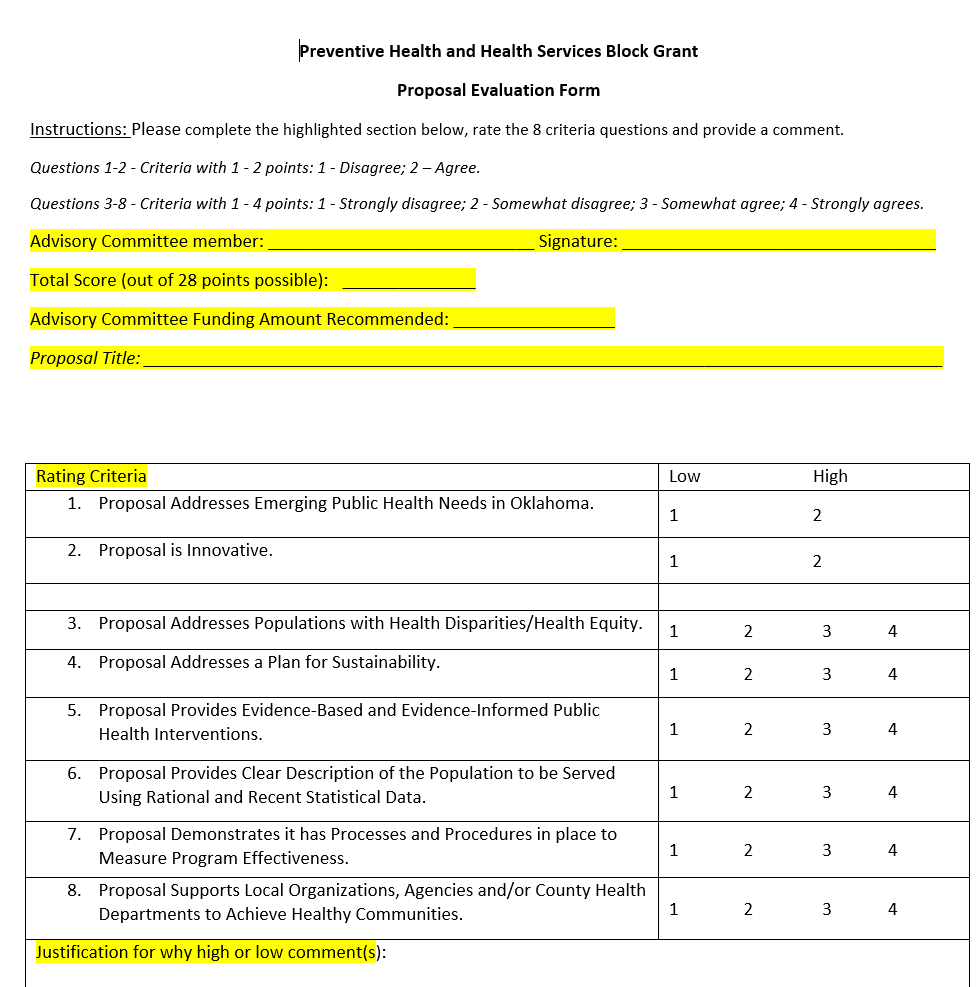 Preventive Health and Health Services Block Grant
Proposal Evaluation Form
Instructions: Please complete the highlighted section below, rate the 8 criteria questions and provide a comment.
Questions 1-2 - Criteria with 1 - 2 points: 1 - Disagree; 2 – Agree.
Questions 3-8 - Criteria with 1 - 4 points: 1 - Strongly disagree; 2 - Somewhat disagree; 3 - Somewhat agree; 4 - Strongly agrees.
Advisory Committee member: ____________________________ Signature: _________________________________
Total Score (out of 28 points possible): ______________
Advisory Committee Funding Amount Recommended: _________________
Proposal Title: ____________________________________________________________________________________
Rating Criteria Low High
1. Proposal Addresses Emerging Public Health Needs in Oklahoma. 1 2
2. Proposal is Innovative. 1 2
3. Proposal Addresses Populations with Health Disparities/Health Equity. 1 2 3 4
4. Proposal Addresses a Plan for Sustainability. 1 2 3 4
5. Proposal Provides Evidence-Based and Evidence-Informed Public
Health Interventions. 1 2 3 4
6. Proposal Provides Clear Description of the Population to be Served
Using Rational and Recent Statistical Data. 1 2 3 4
7. Proposal Demonstrates it has Processes and Procedures in place to
Measure Program Effectiveness. 1 2 3 4
8. Proposal Supports Local Organizations, Agencies and/or County Health
Departments to Achieve Healthy Communities. 1 2 3 4
Justification for why high or low comment(s):